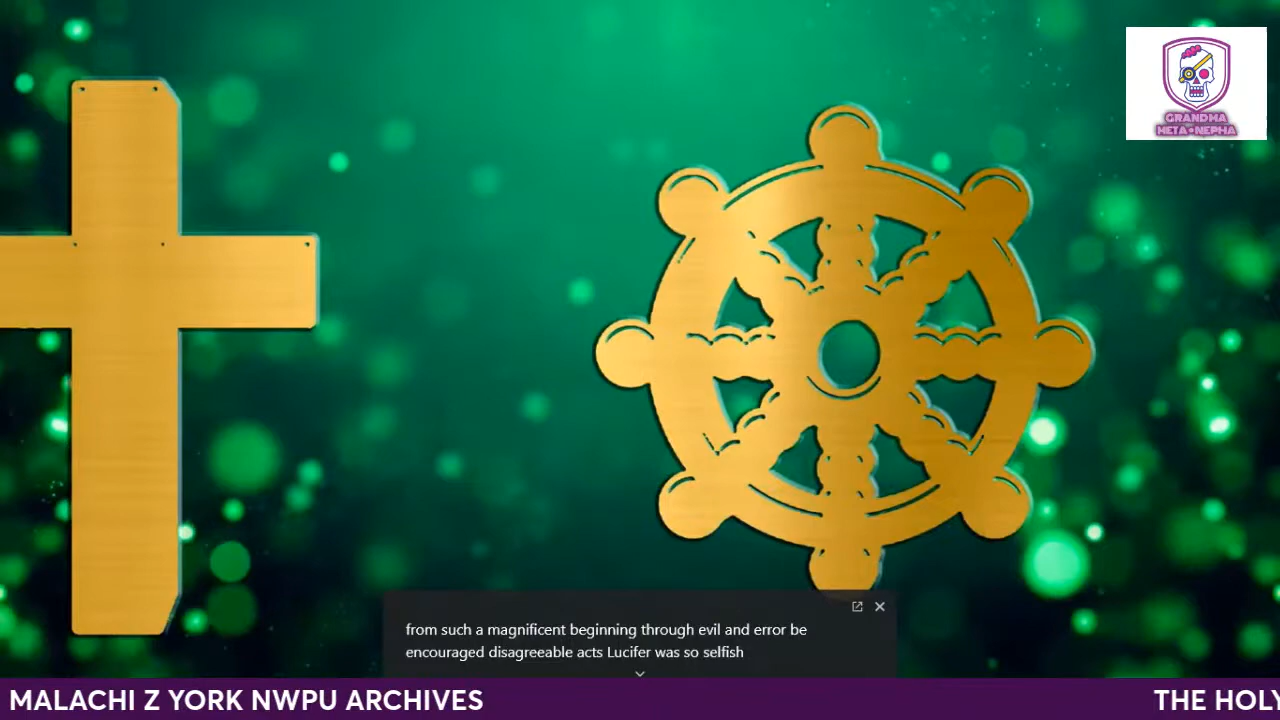 GRANDMA
META•NEPHA
from such a magnificent beginning through evil and error be
encouraged disagreeable acts Lucifer was so selfish
MALACHI Z YORK NWPU ARCHIVES
THE HOLY